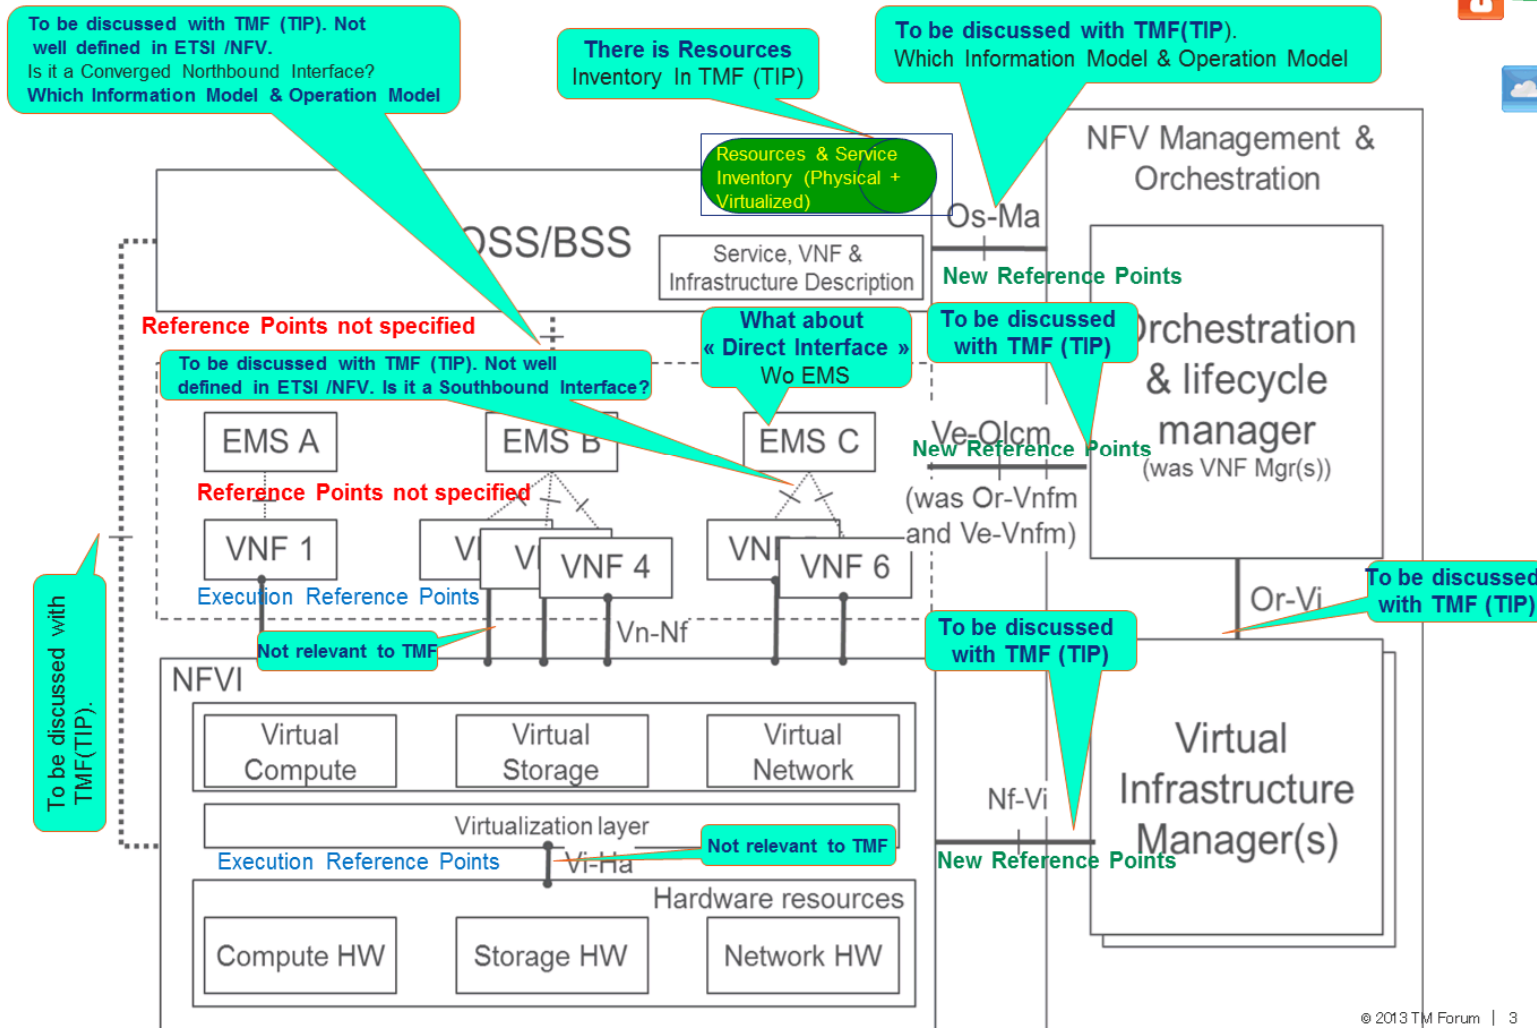 To be discussed with TMF (TIP). Not
well defined in ETSI /NFV.
Is it a Converged Northbound Interface?
Which Information Model & Operation Model
There is Resources
Inventory In TMF (TIP)
To be discussed with TMF(TIP).
Which Information Model & Operation Model
NFV Management &
Orchestration
Resources & Service
Inventory (Physical +
Virtualized)
OSS/BSS
Service, VNF &
Infrastructure Description
Os-Ma
New Reference Points
Reference Points not specified
To be discussed with TMF (TIP). Not well
defined in ETSI /NFV. Is it a Southbound Interface?
What about
« Direct Interface »
Wo EMS
To be discussed
with TMF (TIP)
Orchestration
& lifecycle
manager
(was VNF Mgr(s))
EMS A
EMS B
EMS C
Ve-Olcm
New Reference Points
(was Or-Vnfm
and Ve-Vnfm)
Reference Points not specified
VNF 1
VNF 4
VNF 6
Execution Reference Points
Not relevant to TMF
Vn-Nf
To be discussed with
TMF(TIP).
Or-Vi
To be discussed
with TMF (TIP)
To be discussed
with TMF (TIP)
NFVI
Virtual
Compute
Virtual
Storage
Virtual
Network
Virtual
Infrastructure
Manager(s)
Nf-Vi
New Reference Points
Virtualization layer
Execution Reference Points
Vi-Ha
Not relevant to TMF
Hardware resources
Compute HW
Storage HW
Network HW
© 2013 TM Forum | 3